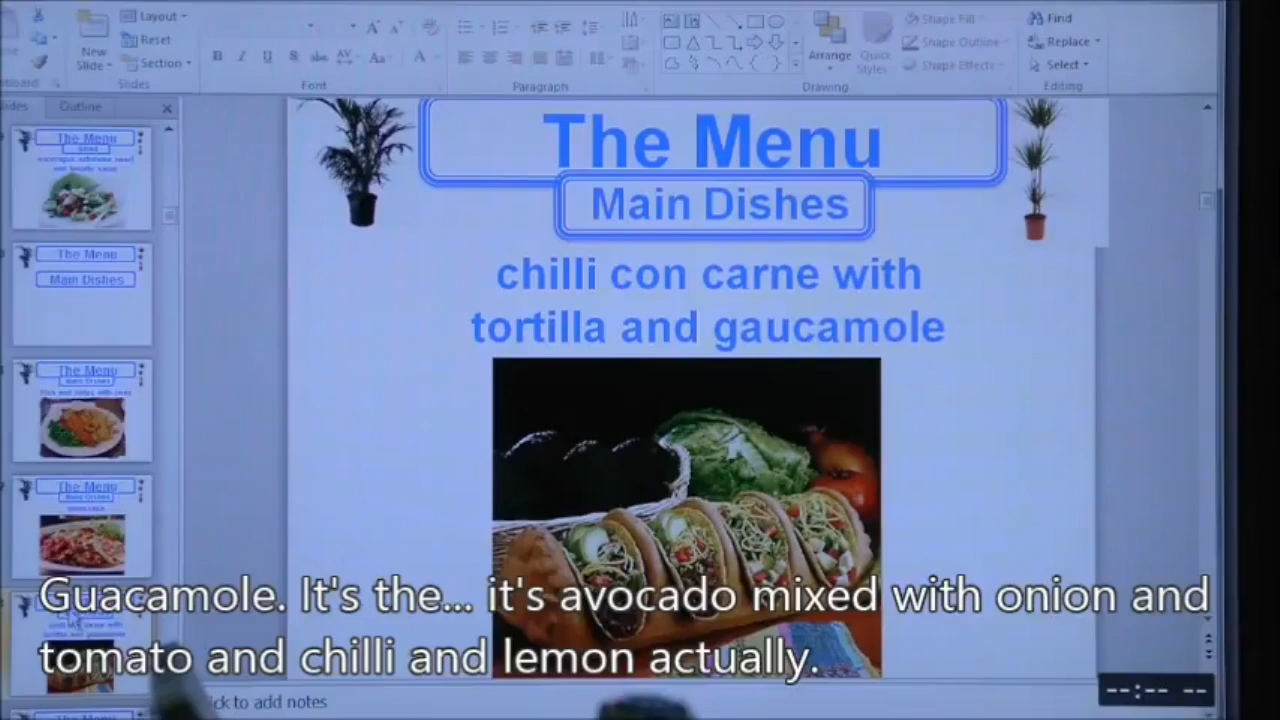 Layout
Reset
Section
New
Slide
Slides
Font
Paragraph
Arrange
Quick
Styles
Shape Fill
Shape Outline
Shape Effects
Drawing
Find
Replace
Select
Editing
Outline
The Menu
The Menu
Main Dishes
The Menu
Main Dishes
The Menu
Main Dishes
The Menu
Main Dishes
chilli con carne with
tortilla and gaucamole
Guacamole. It's the... it's avocado mixed with onion and
tomato and chilli and lemon actually.
to add notes
--:-- --